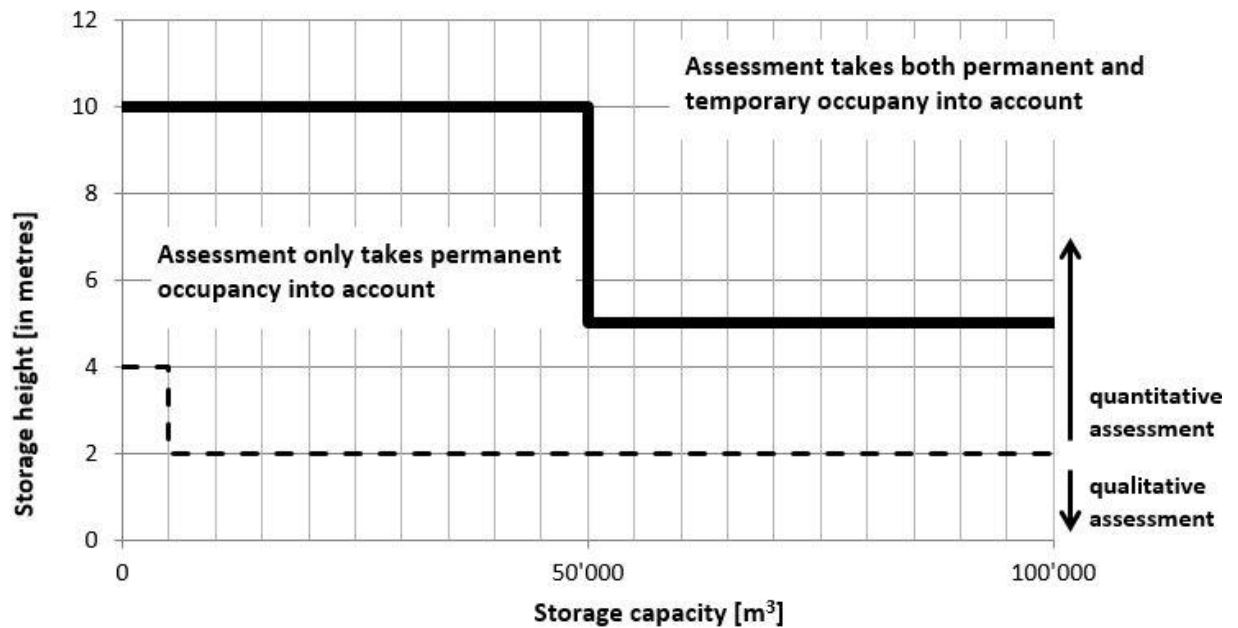 12
Assessment takes both permanent and
temporary occupany into account
10
8
Assessment only takes permanent
occupancy into account
6
4
quantitative
assessment
2
qualitative
assessment
0
Storage height [in metres]
0
50'000
100'000
Storage capacity [m³]